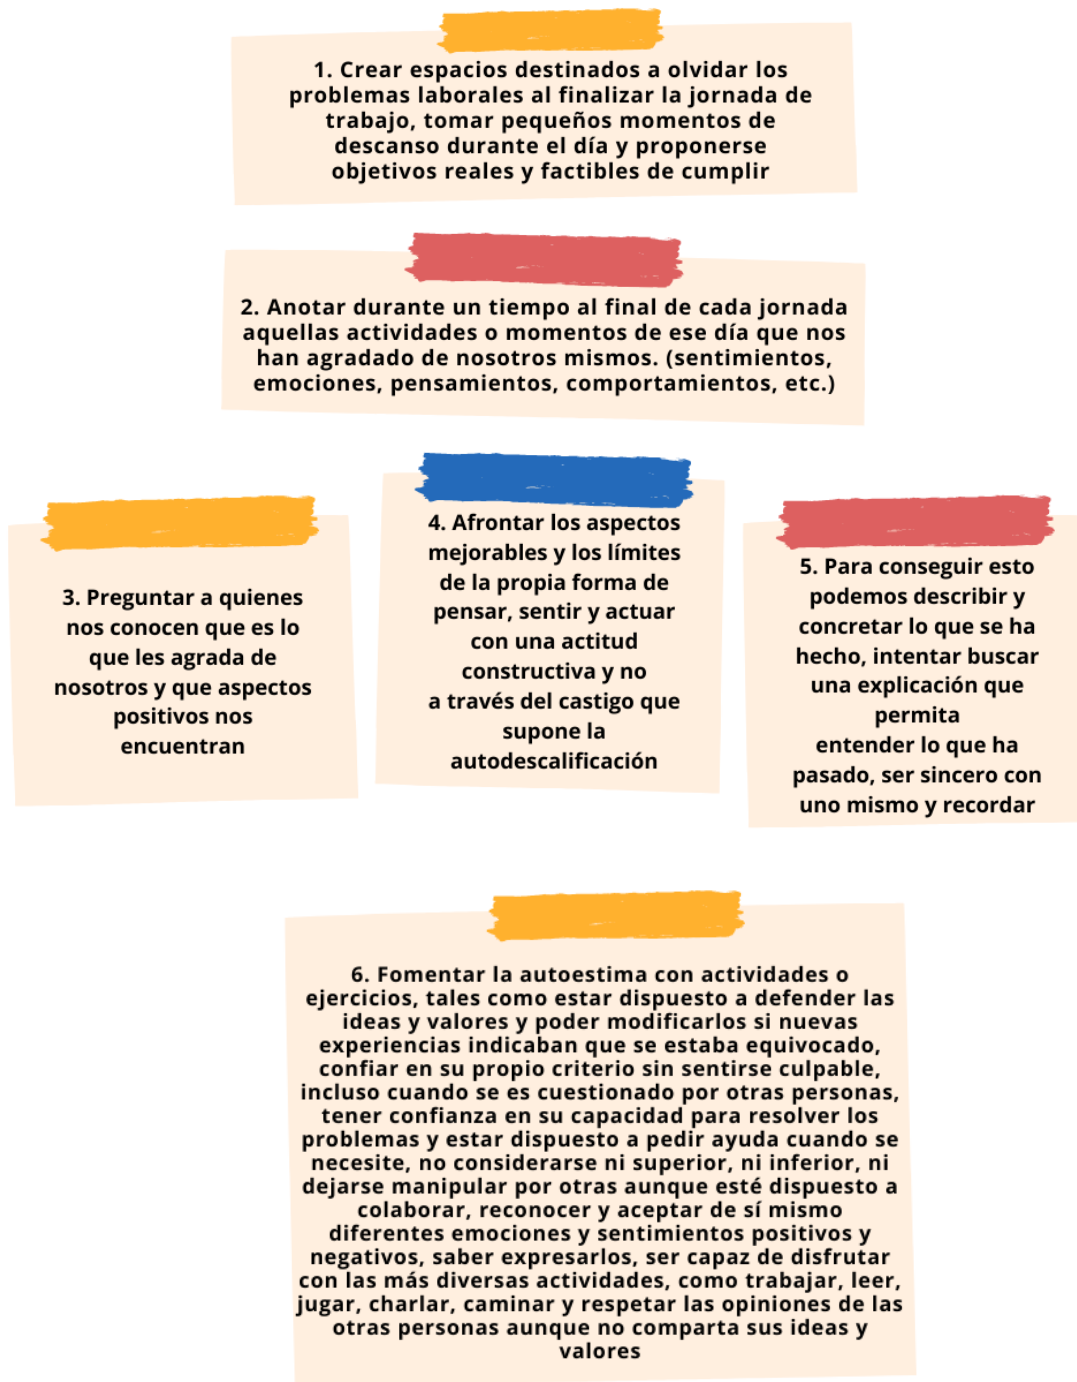 1. Crear espacios destinados a olvidar los
problemas laborales al finalizar la jornada de
trabajo, tomar pequeños momentos de
descanso durante el día y proponerse
objetivos reales y factibles de cumplir
2. Anotar durante un tiempo al final de cada jornada
aquellas actividades o momentos de ese día que nos
han agradado de nosotros mismos. (sentimientos,
emociones, pensamientos, comportamientos, etc.)
3. Preguntar a quienes
nos conocen que es lo
que les agrada de
nosotros y que aspectos
positivos nos
encuentran
4. Afrontar los aspectos
mejorables y los límites
de la propia forma de
pensar, sentir y actuar
con una actitud
constructiva y no
a través del castigo que
supone la
autodescalificación
5. Para conseguir esto
podemos describir y
concretar lo que se ha
hecho, intentar buscar
una explicación que
permita
entender lo que ha
pasado, ser sincero con
uno mismo y recordar
6. Fomentar la autoestima con actividades o
ejercicios, tales como estar dispuesto a defender las
ideas y valores y poder modificarlos si nuevas
experiencias indicaban que se estaba equivocado,
confiar en su propio criterio sin sentirse culpable,
incluso cuando se es cuestionado por otras personas,
tener confianza en su capacidad para resolver los
problemas y estar dispuesto a pedir ayuda cuando se
necesite, no considerarse ni superior, ni inferior, ni
dejarse manipular por otras aunque esté dispuesto a
colaborar, reconocer y aceptar de sí mismo
diferentes emociones y sentimientos positivos y
negativos, saber expresarlos, ser capaz de disfrutar
con las más diversas actividades, como trabajar, leer,
jugar, charlar, caminar y respetar las opiniones de las
otras personas aunque no comparta sus ideas y
valores